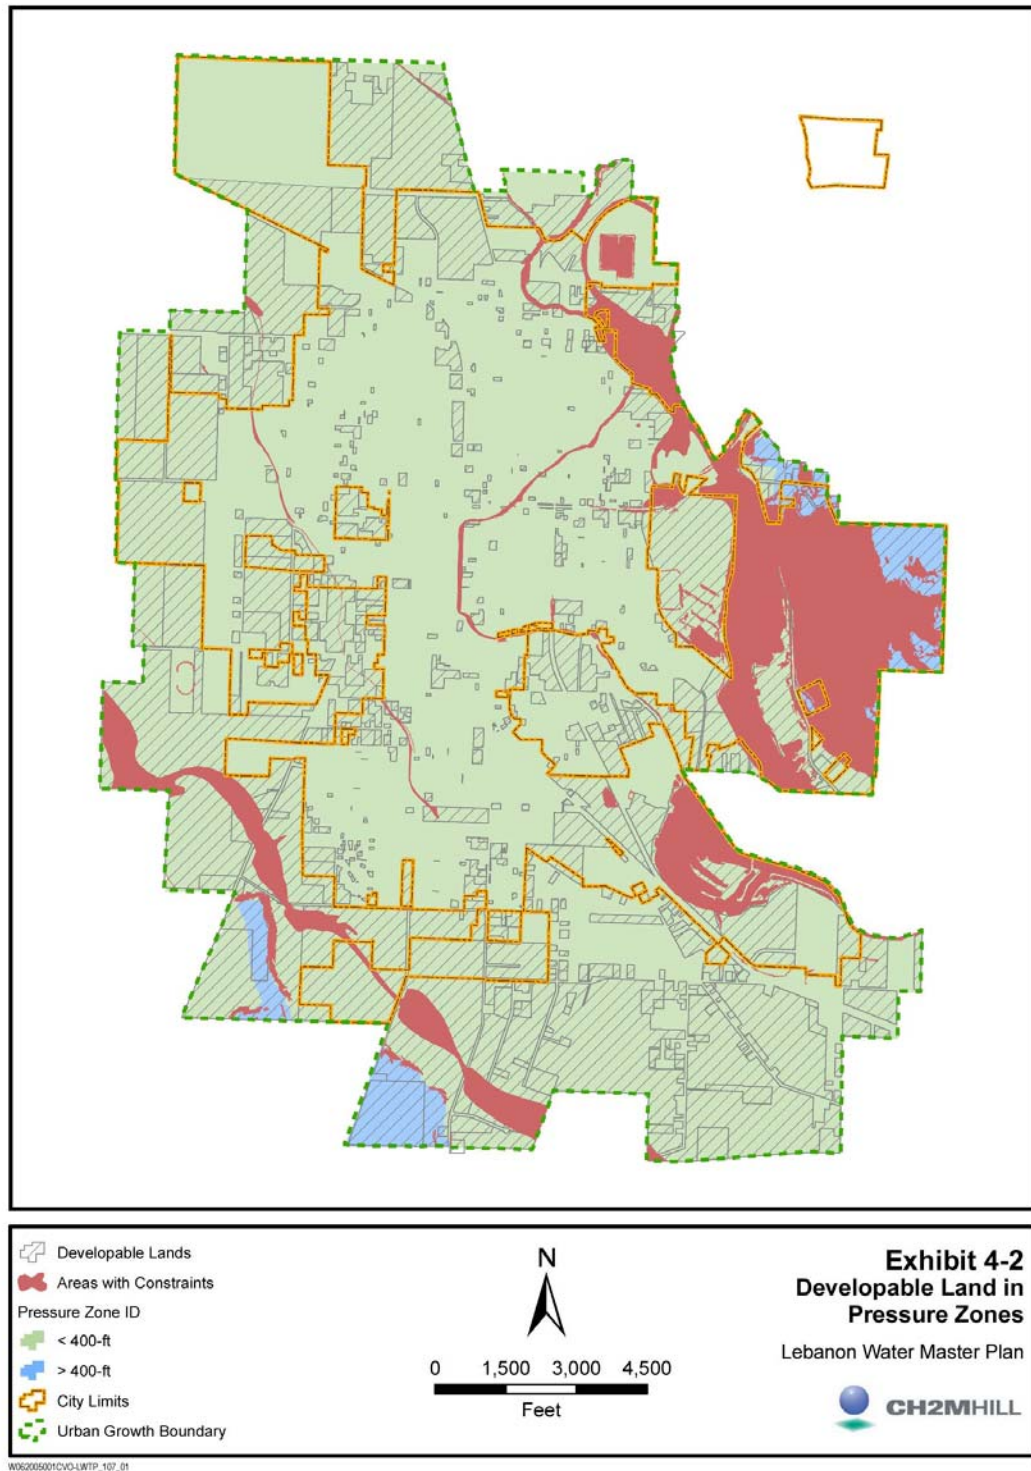 Developable Lands
Areas with Constraints
Pressure Zone ID
< 400-ft
> 400-ft
City Limits
Urban Growth Boundary
N
0 1,500 3,000 4,500
Feet
Exhibit 4-2
Developable Land in
Pressure Zones
Lebanon Water Master Plan
CH2MHILL
W062005001CVO-LWTP_107_01